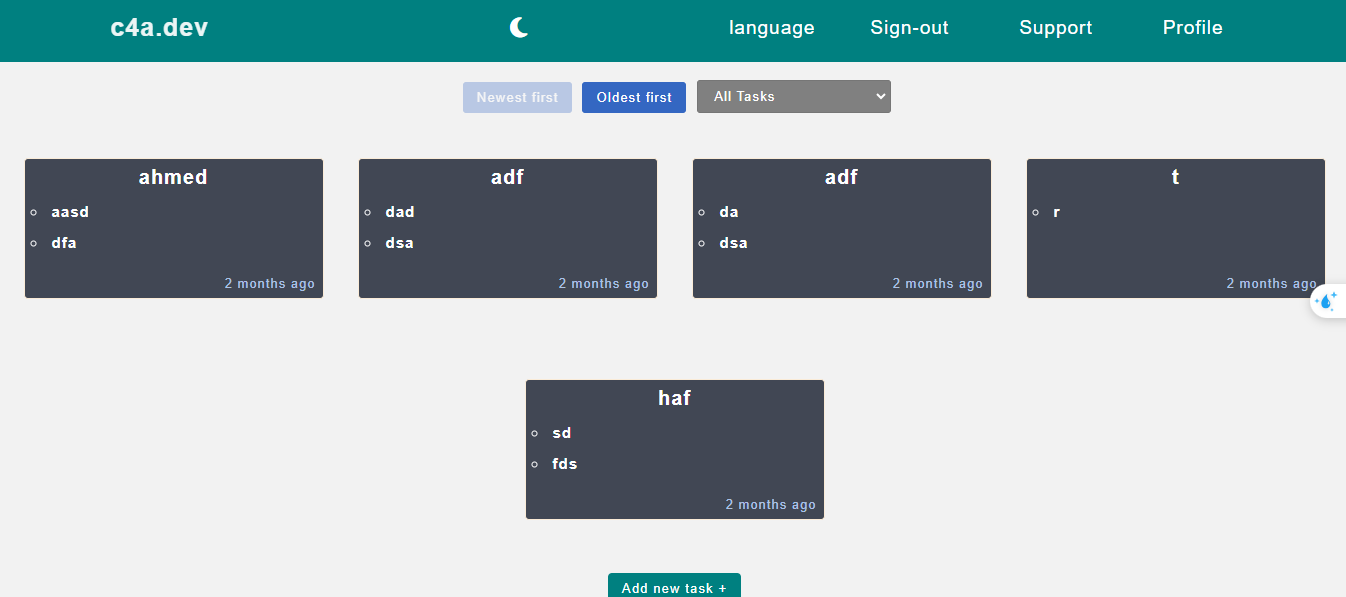 c4a.dev language Sign-out Support Profile
Newest first Oldest first All Tasks
ahmed
aasd
dfa
2 months ago
adf
dad
dsa
2 months ago
adf
da
dsa
2 months ago
t
r
2 months ago
haf
sd
fds
2 months ago
Add new task +